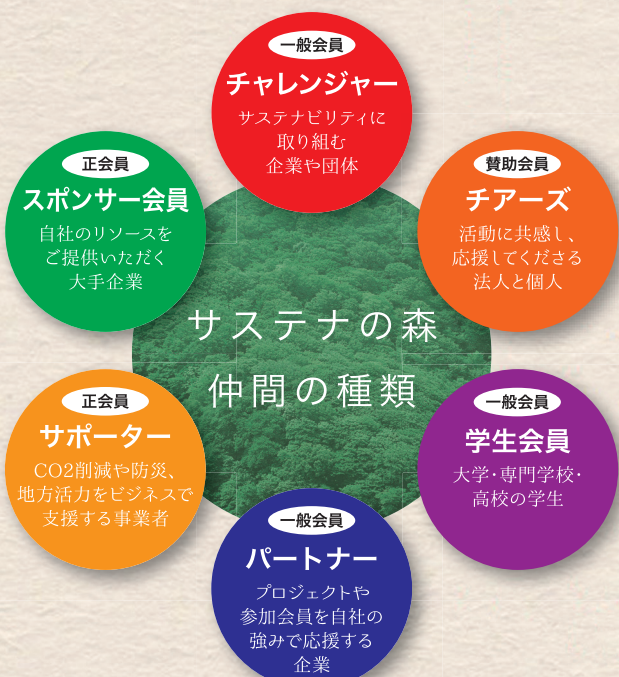 一般会員
チャレンジャー
サステナビリティに
取り組む
企業や団体
正会員
スポンサー会員
自社のリソースを
ご提供いただく
大手企業
賛助会員
チアーズ
活動に共感し、
応援してくださる
法人と個人
サステナの森
仲間の種類
正会員
サポーター
CO2削減や防災、
地方活力をビジネスで
支援する事業者
一般会員
学生会員
大学・専門学校・
高校の学生
一般会員
パートナー
プロジェクトや
参加会員を自社の
強みで応援する
企業